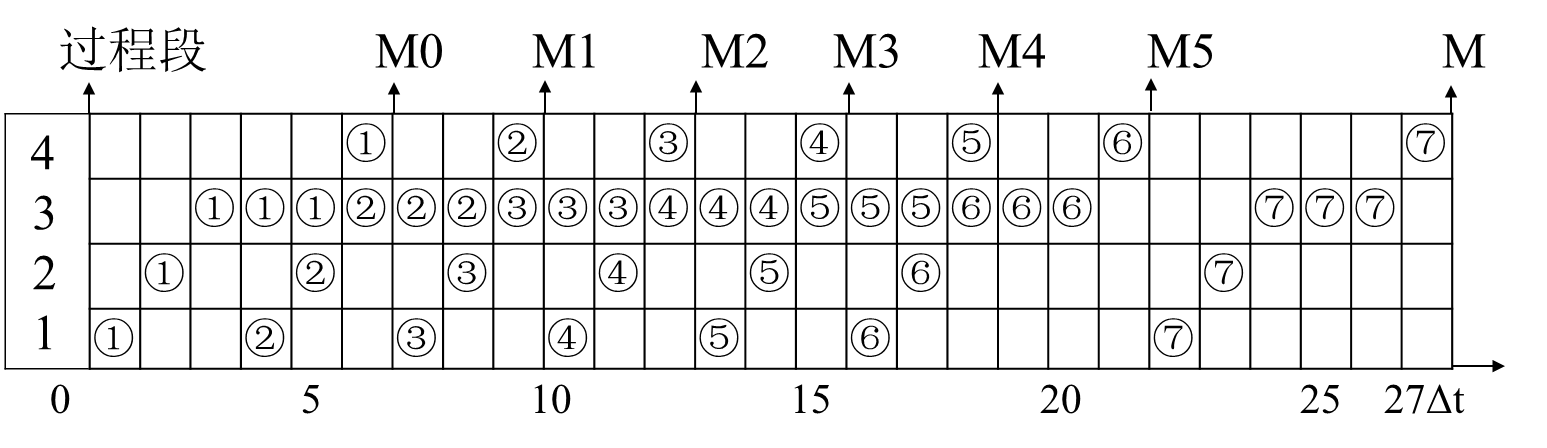 过程段 M0 M1 M2 M3 M4 M5 M
4 ① ② ③ ④ ⑤ ⑥ ⑦
3 ① ① ① ② ② ② ③ ③ ③ ④ ④ ④ ⑤ ⑤ ⑤ ⑥ ⑥ ⑥ ⑦ ⑦ ⑦
2 ① ② ③ ④ ⑤ ⑥ ⑦
1 ① ② ③ ④ ⑤ ⑥ ⑦
0 5 10 15 20 25 27Δt